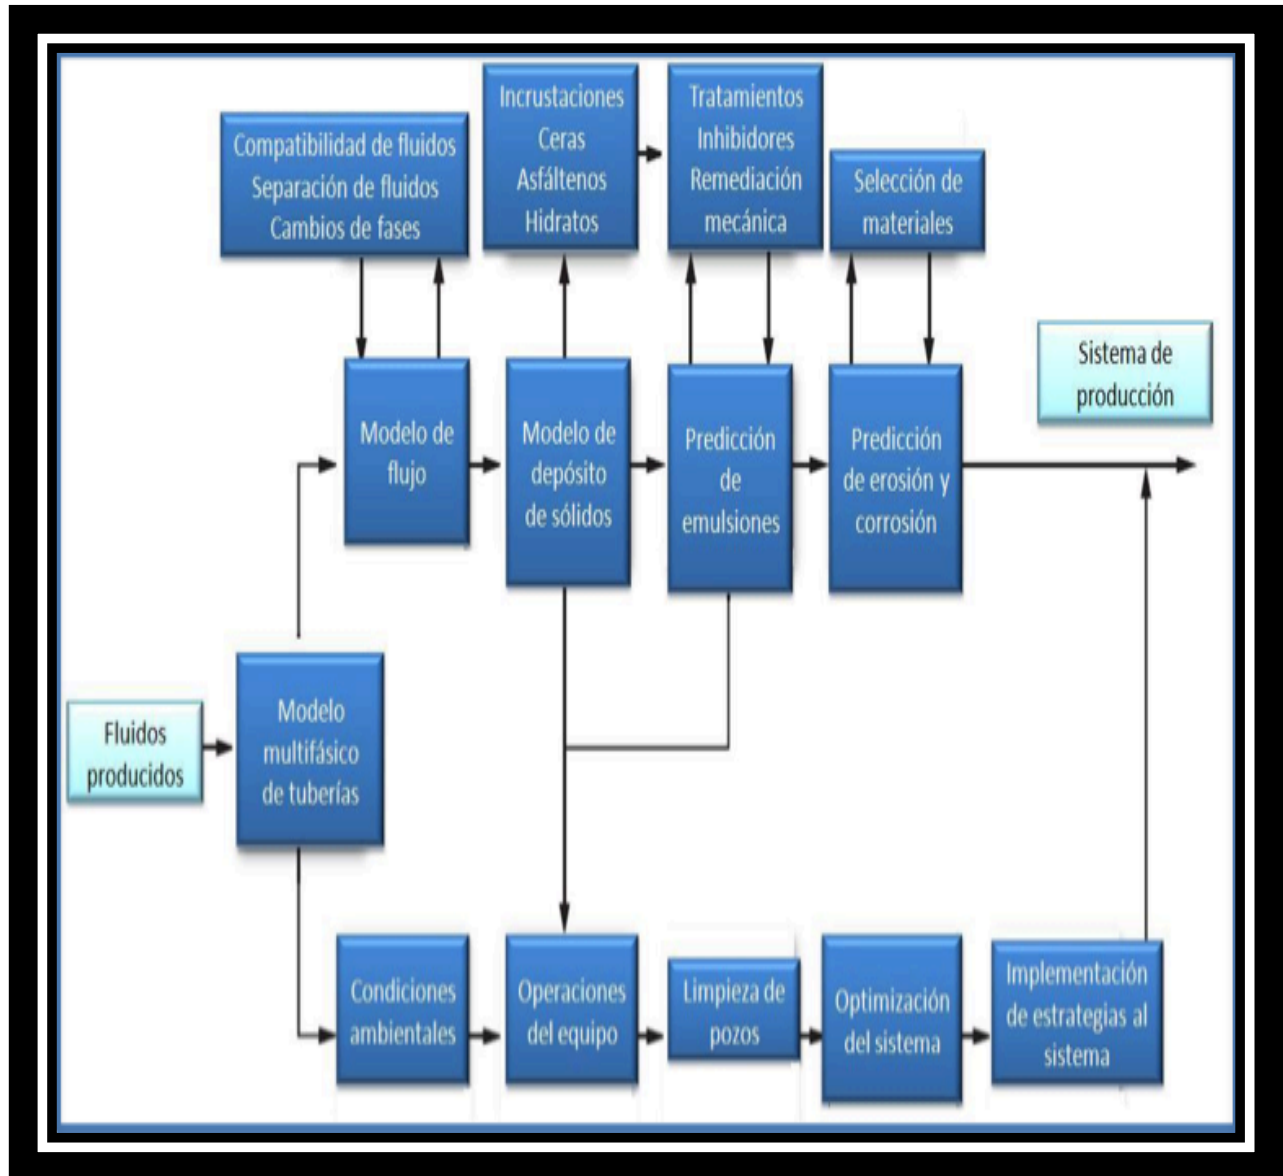 Compatibilidad de fluidos
Separación de fluidos
Cambios de fases
Incrustaciones
Ceras
Asfáltenos
Hidratos
Tratamientos
Inhibidores
Remediación
mecánica
Selección de
materiales
Sistema de
producción
Modelo de
flujo
Modelo de
depósito
de sólidos
Predicción
de
emulsiones
Predicción
de erosión y
corrosión
Fluidos
producidos
Modelo
multifásico
de tuberías
Condiciones
ambientales
Operaciones
del equipo
Limpieza de
pozos
Optimización
del sistema
Implementación
de estrategias al
sistema